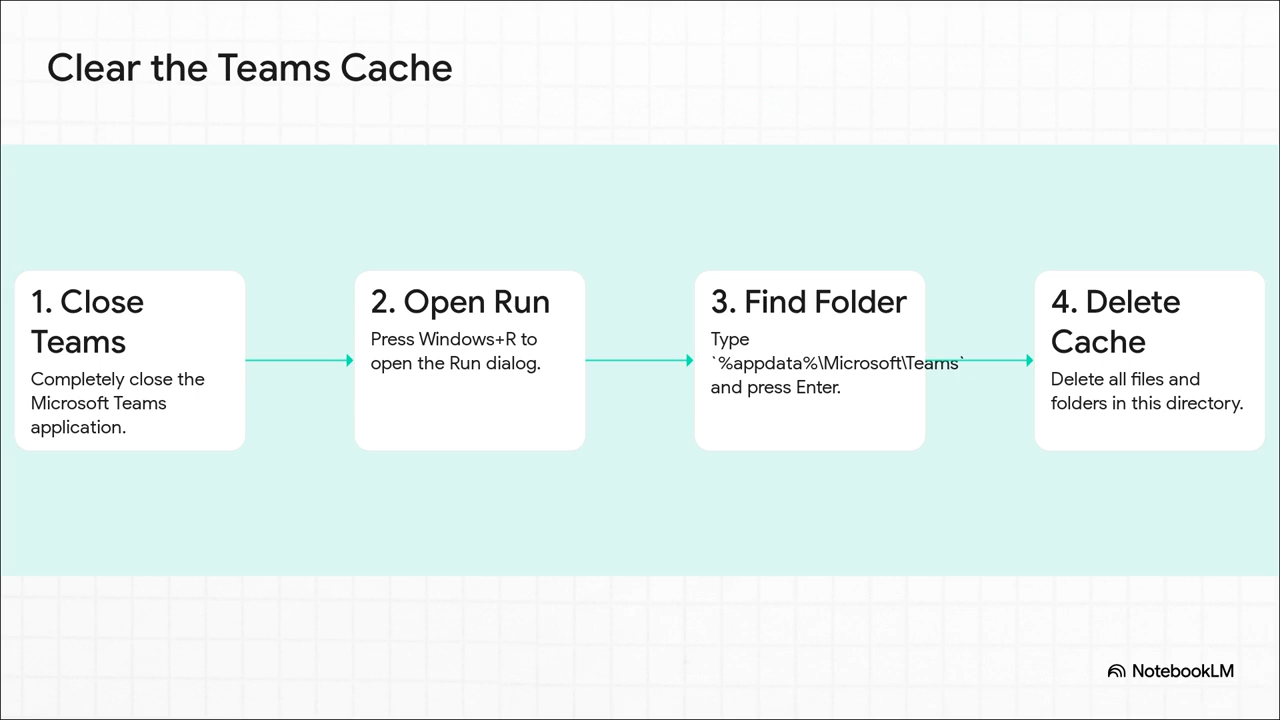 Clear the Teams Cache
1. Close
Teams
Completely close the
Microsoft Teams
application.
2. Open Run
Press Windows+R to
open the Run dialog.
3. Find Folder
Type
`%appdata%\Microsoft\Teams`
and press Enter.
4. Delete
Cache
Delete all files and
folders in this directory.
NotebookLM